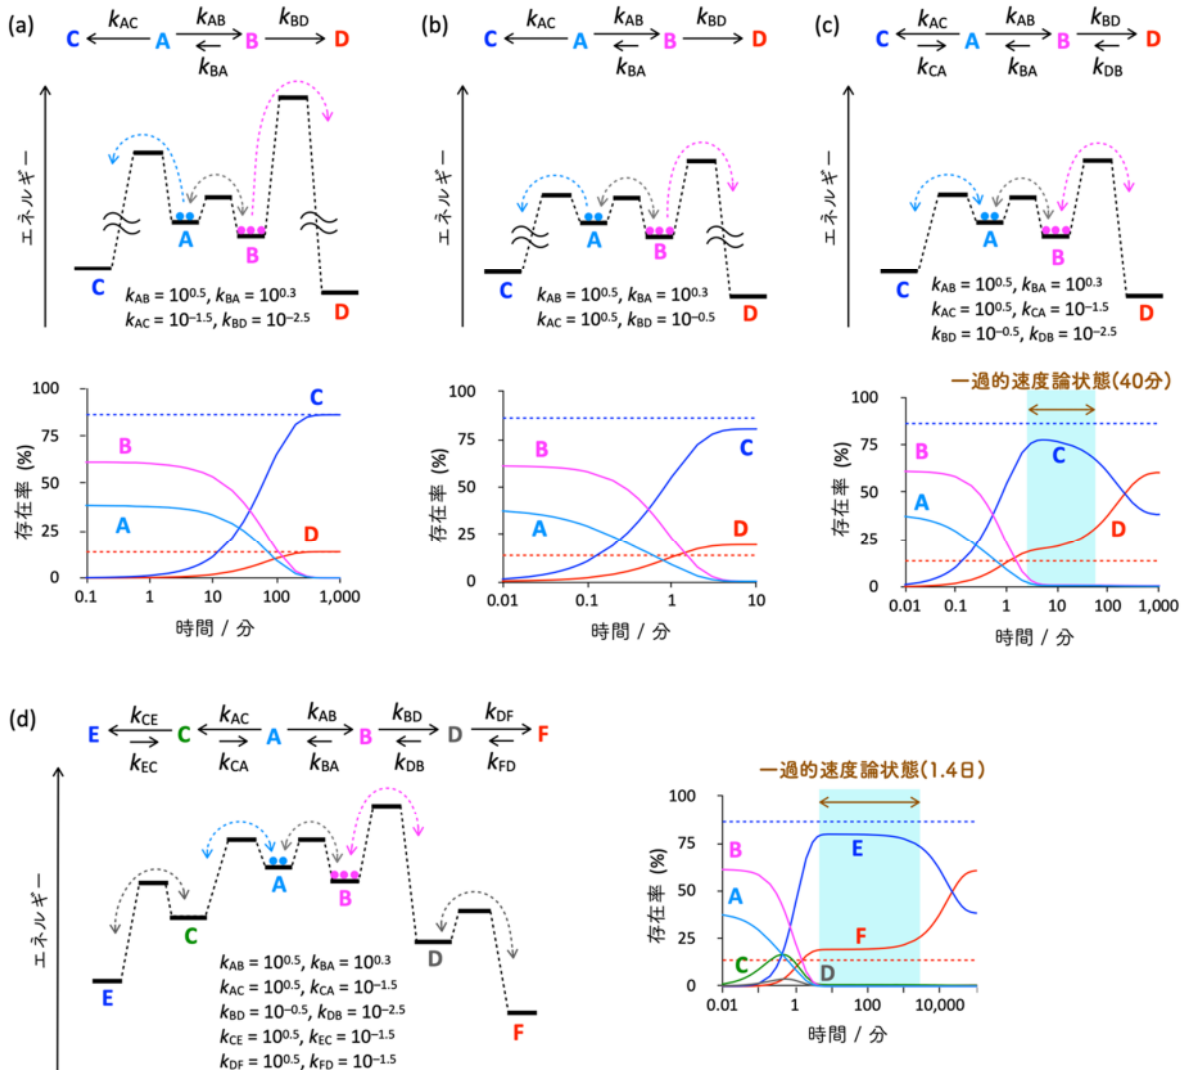 (a)
kAC kAB kBD
C A B D
kBA
エネルギー
A
B
C
D
kAB = 10^0.5, kBA = 10^0.3
kAC = 10^–1.5, kBD = 10^–2.5
存在率 (%)
100
75
50
25
0
B
A
C
D
0.1 1 10 100 1,000
時間 / 分
(b)
kAC kAB kBD
C A B D
kBA
エネルギー
A
B
C
D
kAB = 10^0.5, kBA = 10^0.3
kAC = 10^0.5, kBD = 10^–0.5
存在率 (%)
100
75
50
25
0
B
A
C
D
0.01 0.1 1 10
時間 / 分
(c)
kAC kAB kBD
C A B D
kCA kBA kDB
エネルギー
A
B
C
D
kAB = 10^0.5, kBA = 10^0.3
kAC = 10^0.5, kCA = 10^–1.5
kBD = 10^–0.5, kDB = 10^–2.5
一過的速度論状態(40分)
存在率 (%)
100
75
50
25
0
B
A
C
D
0.01 0.1 1 10 100 1,000
時間 / 分
(d)
kCE kAC kAB kBD kDF
E C A B D F
kEC kCA kBA kDB kFD
エネルギー
A
B
C
D
E
F
kAB = 10^0.5, kBA = 10^0.3
kAC = 10^0.5, kCA = 10^–1.5
kBD = 10^–0.5, kDB = 10^–2.5
kCE = 10^0.5, kEC = 10^–1.5
kDF = 10^0.5, kFD = 10^–1.5
一過的速度論状態(1.4日)
存在率 (%)
100
75
50
25
0
B
A
E
F
C
D
0.01 1 100 10,000
時間 / 分